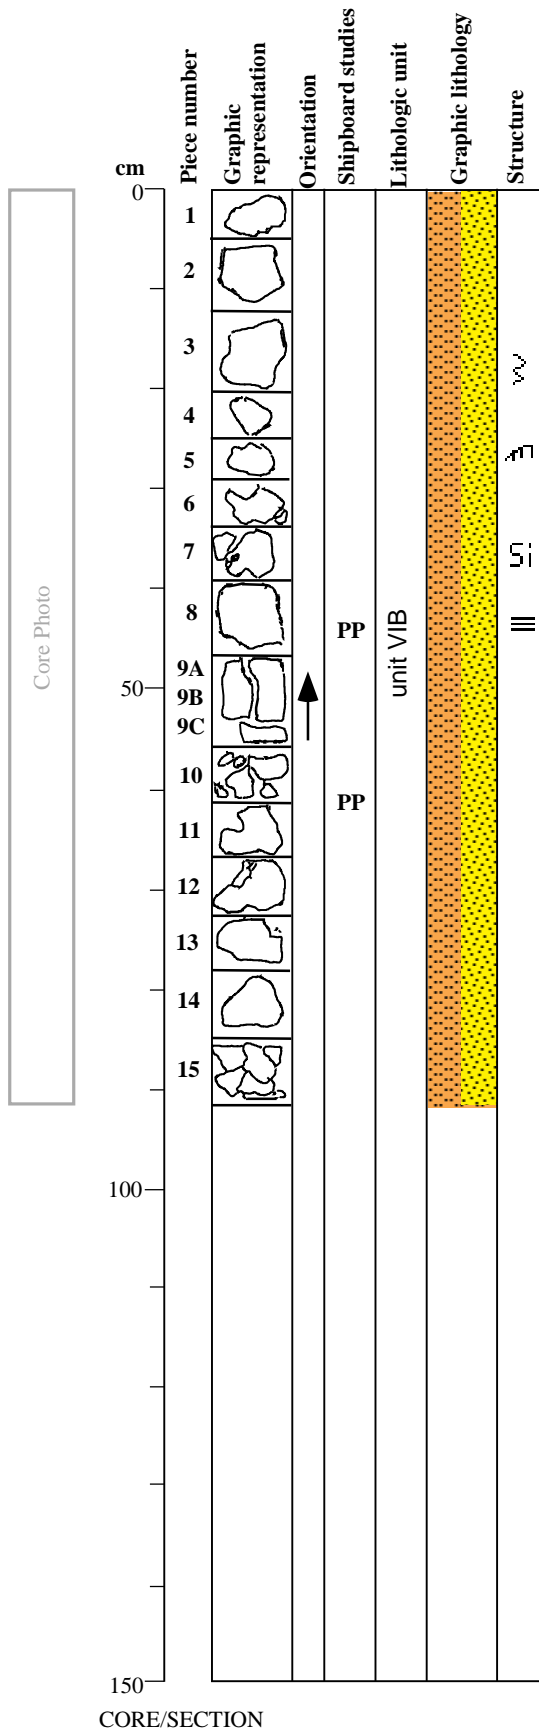 Piece number
Graphic
representation
Orientation
Shipboard studies
Lithologic unit
Graphic lithology
Structure
cm
0
Core Photo
1
2
3
4
5
6
7
8
PP
unit VIB
9A
50
9B
9C
10
PP
11
12
13
14
15
100
150
CORE/SECTION